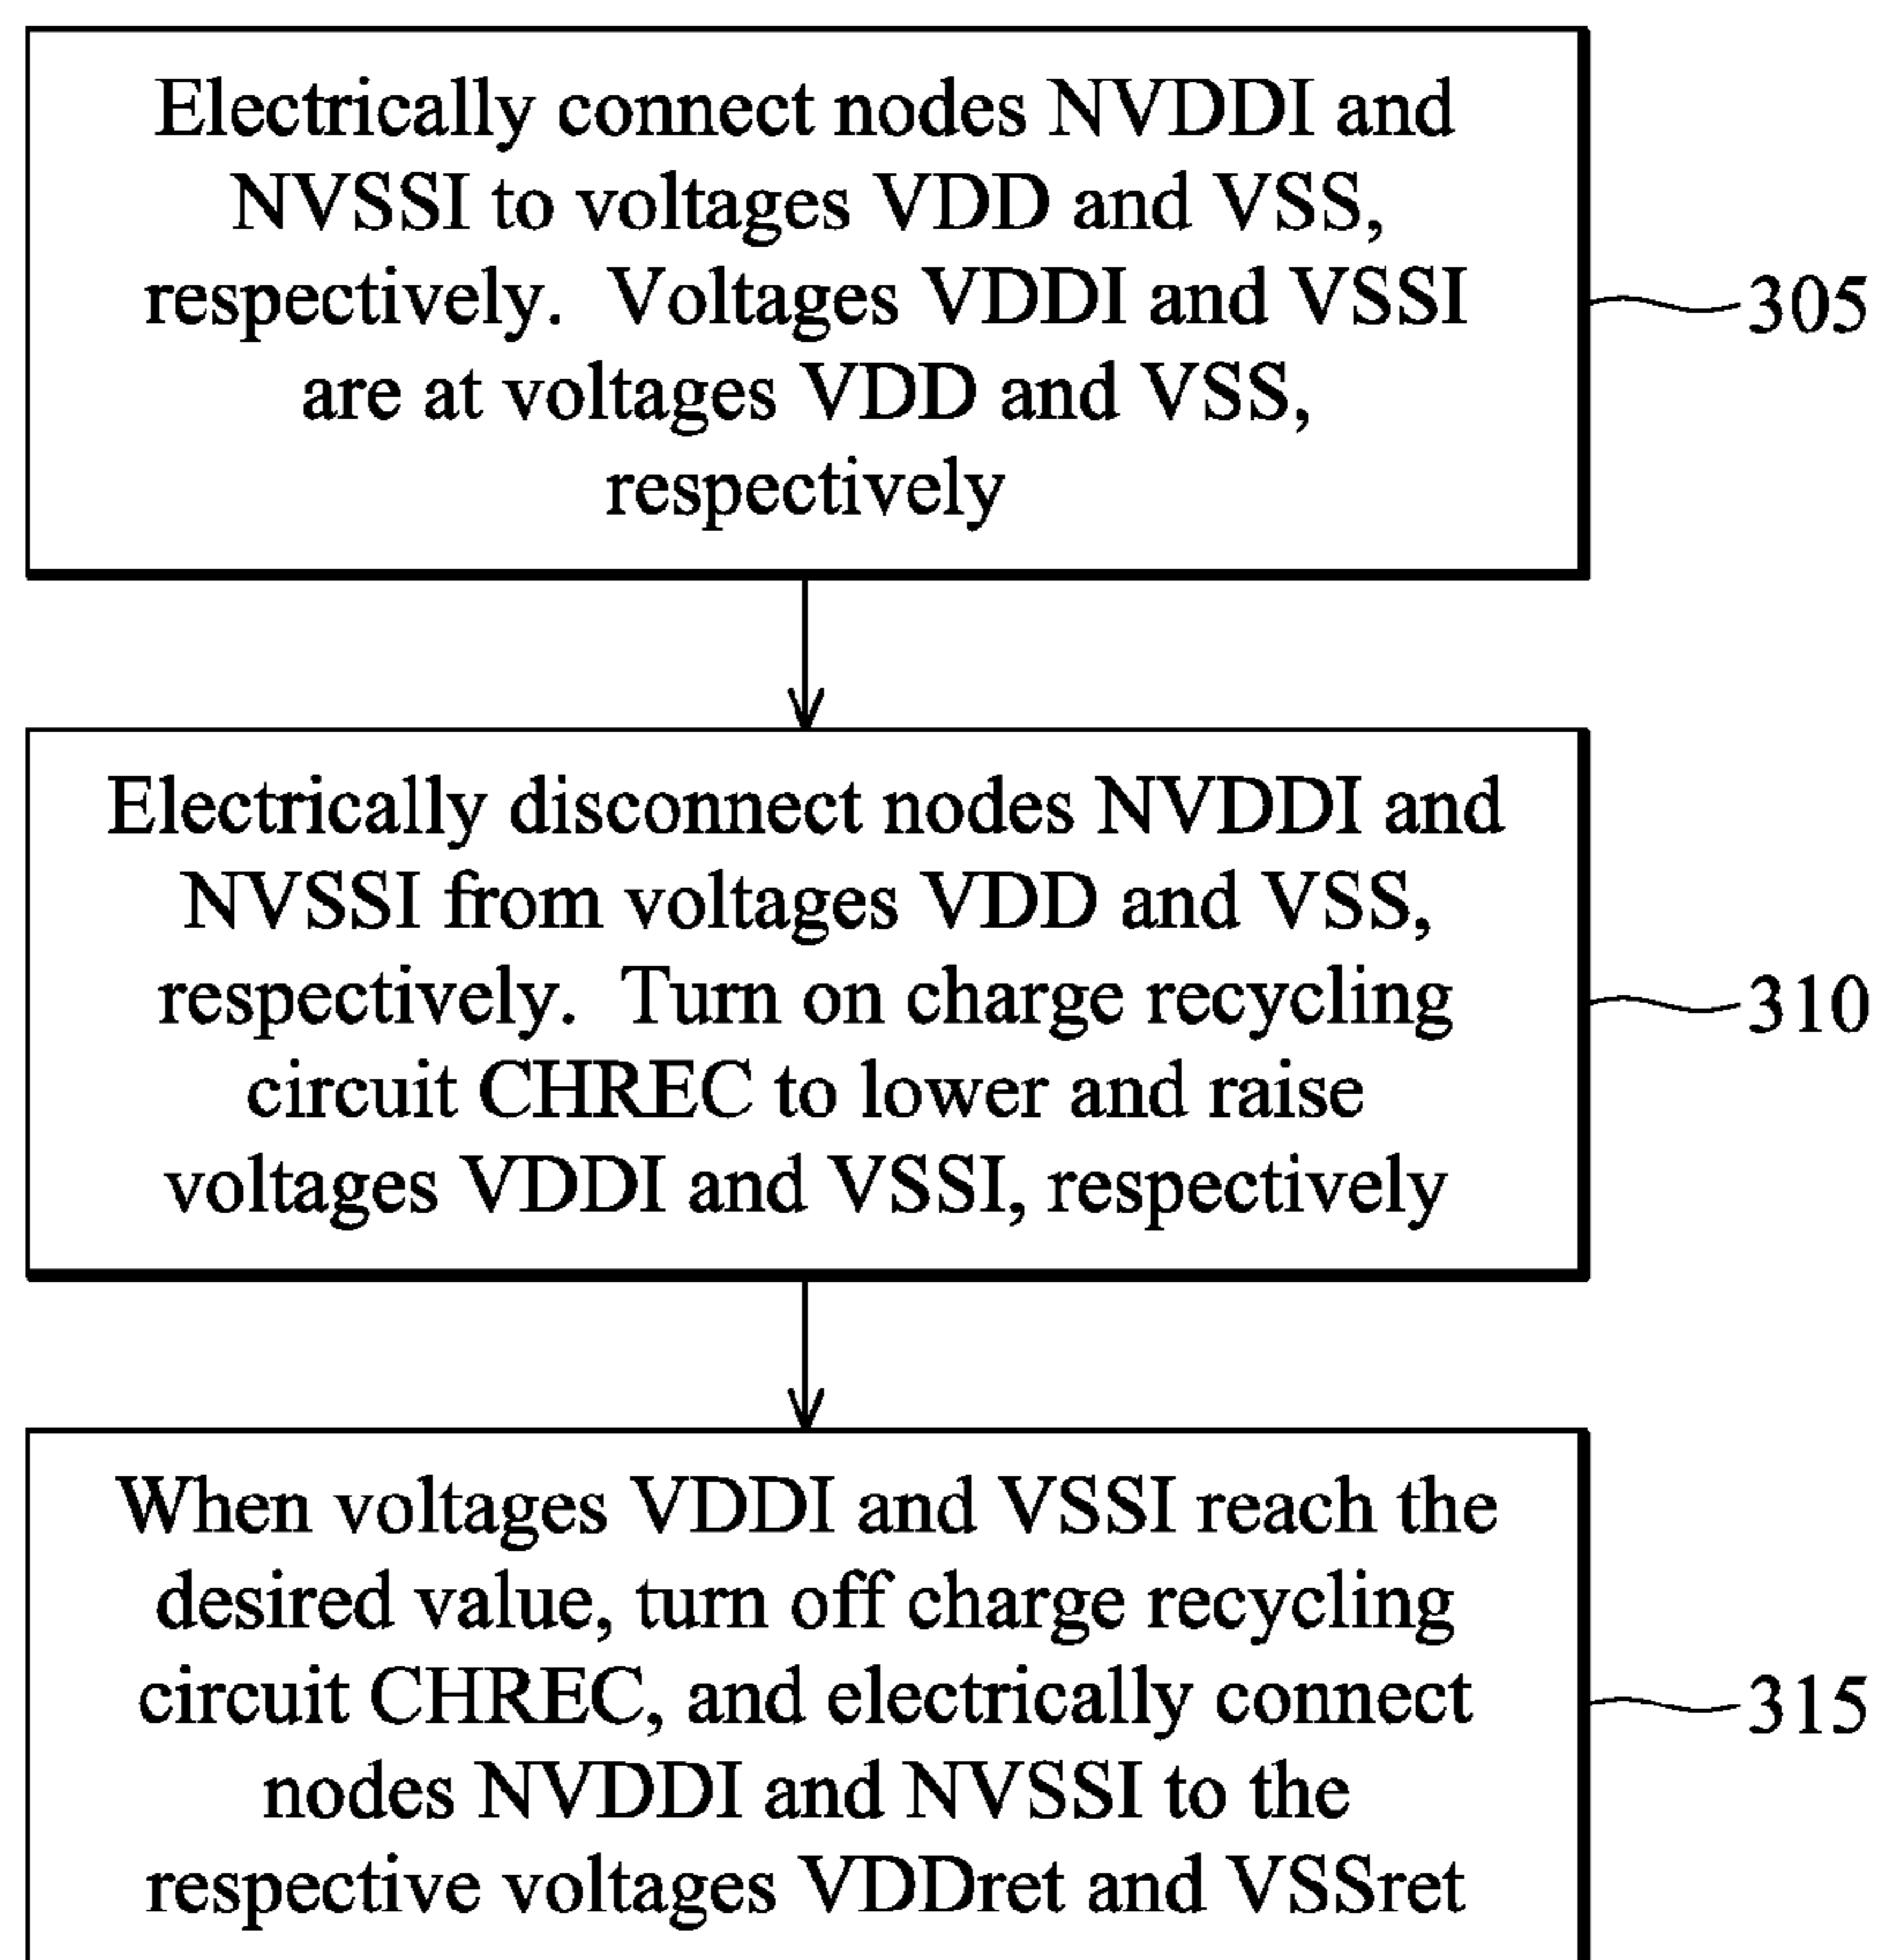 Electrically connect nodes NVDDI and
NVSSI to voltages VDD and VSS,
respectively. Voltages VDDI and VSSI
are at voltages VDD and VSS,
respectively
305
Electrically disconnect nodes NVDDI and
NVSSI from voltages VDD and VSS,
respectively. Turn on charge recycling
circuit CHREC to lower and raise
voltages VDDI and VSSI, respectively
310
When voltages VDDI and VSSI reach the
desired value, turn off charge recycling
circuit CHREC, and electrically connect
nodes NVDDI and NVSSI to the
respective voltages VDDret and VSSret
315